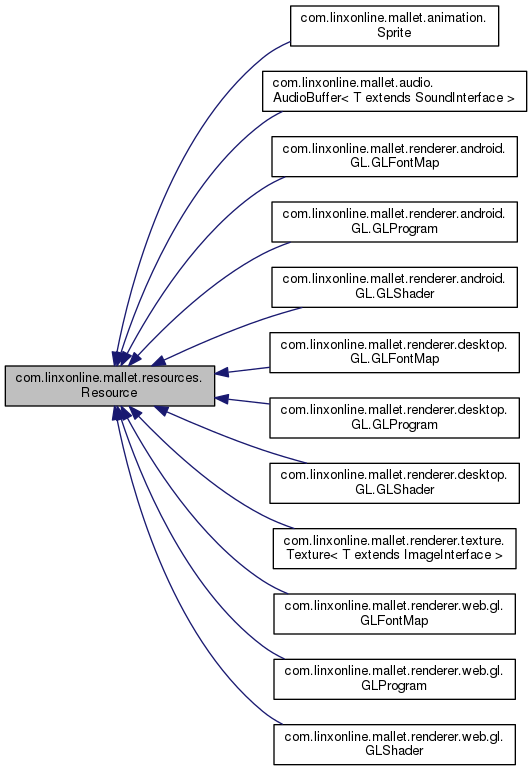 com.linxonline.mallet.animation.
Sprite
com.linxonline.mallet.audio.
AudioBuffer< T extends SoundInterface >
com.linxonline.mallet.renderer.android.
GL.GLFontMap
com.linxonline.mallet.renderer.android.
GL.GLProgram
com.linxonline.mallet.renderer.android.
GL.GLShader
com.linxonline.mallet.renderer.desktop.
GL.GLFontMap
com.linxonline.mallet.resources.
Resource
com.linxonline.mallet.renderer.desktop.
GL.GLProgram
com.linxonline.mallet.renderer.desktop.
GL.GLShader
com.linxonline.mallet.renderer.texture.
Texture< T extends ImageInterface >
com.linxonline.mallet.renderer.web.gl.
GLFontMap
com.linxonline.mallet.renderer.web.gl.
GLProgram
com.linxonline.mallet.renderer.web.gl.
GLShader